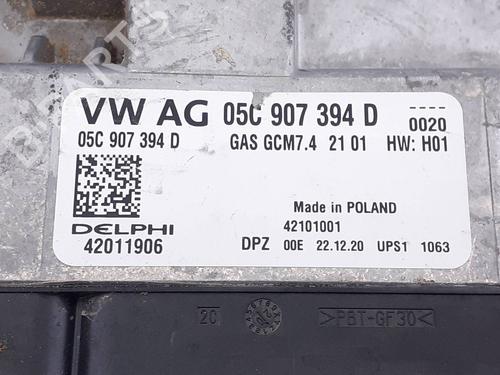 VW AG 05C 907 394 D ----
0020
05C 907 394 D GAS GCM7.4 21 01 HW: H01
Made in POLAND
DELPHI 42101001
42011906 DPZ 00E 22.12.20 UPS1 1063
20 >PBT-GF30<